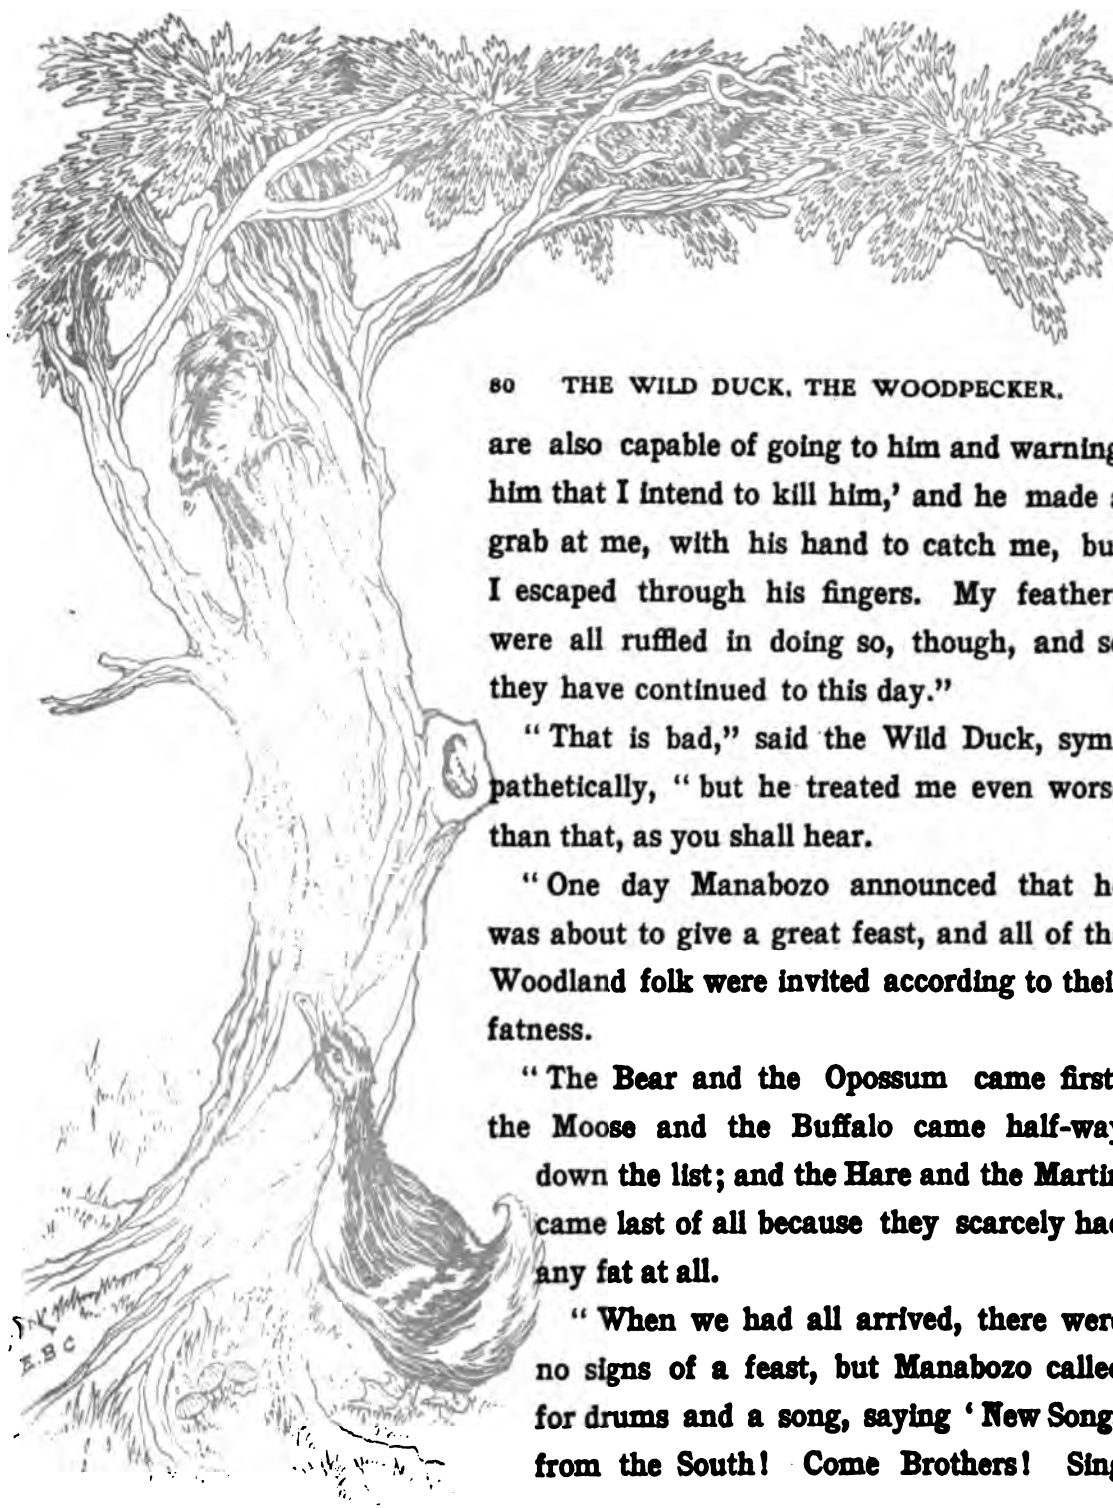 80 THE WILD DUCK, THE WOODPECKER.
are also capable of going to him and warning
him that I intend to kill him,’ and he made a
grab at me, with his hand to catch me, bu
I escaped through his fingers. My feather
were all ruffled in doing so, though, and so
they have continued to this day.”
“ That is bad,” said the Wild Duck, sym
pathetically, “ but he treated me even wors
than that, as you shall hear.
“ One day Manabozo announced that h
was about to give a great feast, and all of th
Woodland folk were invited according to thei
fatness.
“ The Bear and the Opossum came first
the Moose and the Buffalo came half-way
down the list; and the Hare and the Martin
came last of all because they scarcely had
any fat at all.
“ When we had all arrived, there were
no signs of a feast, but Manabozo called
for drums and a song, saying ‘ New Song
from the South! Come Brothers! Sing
E.B C